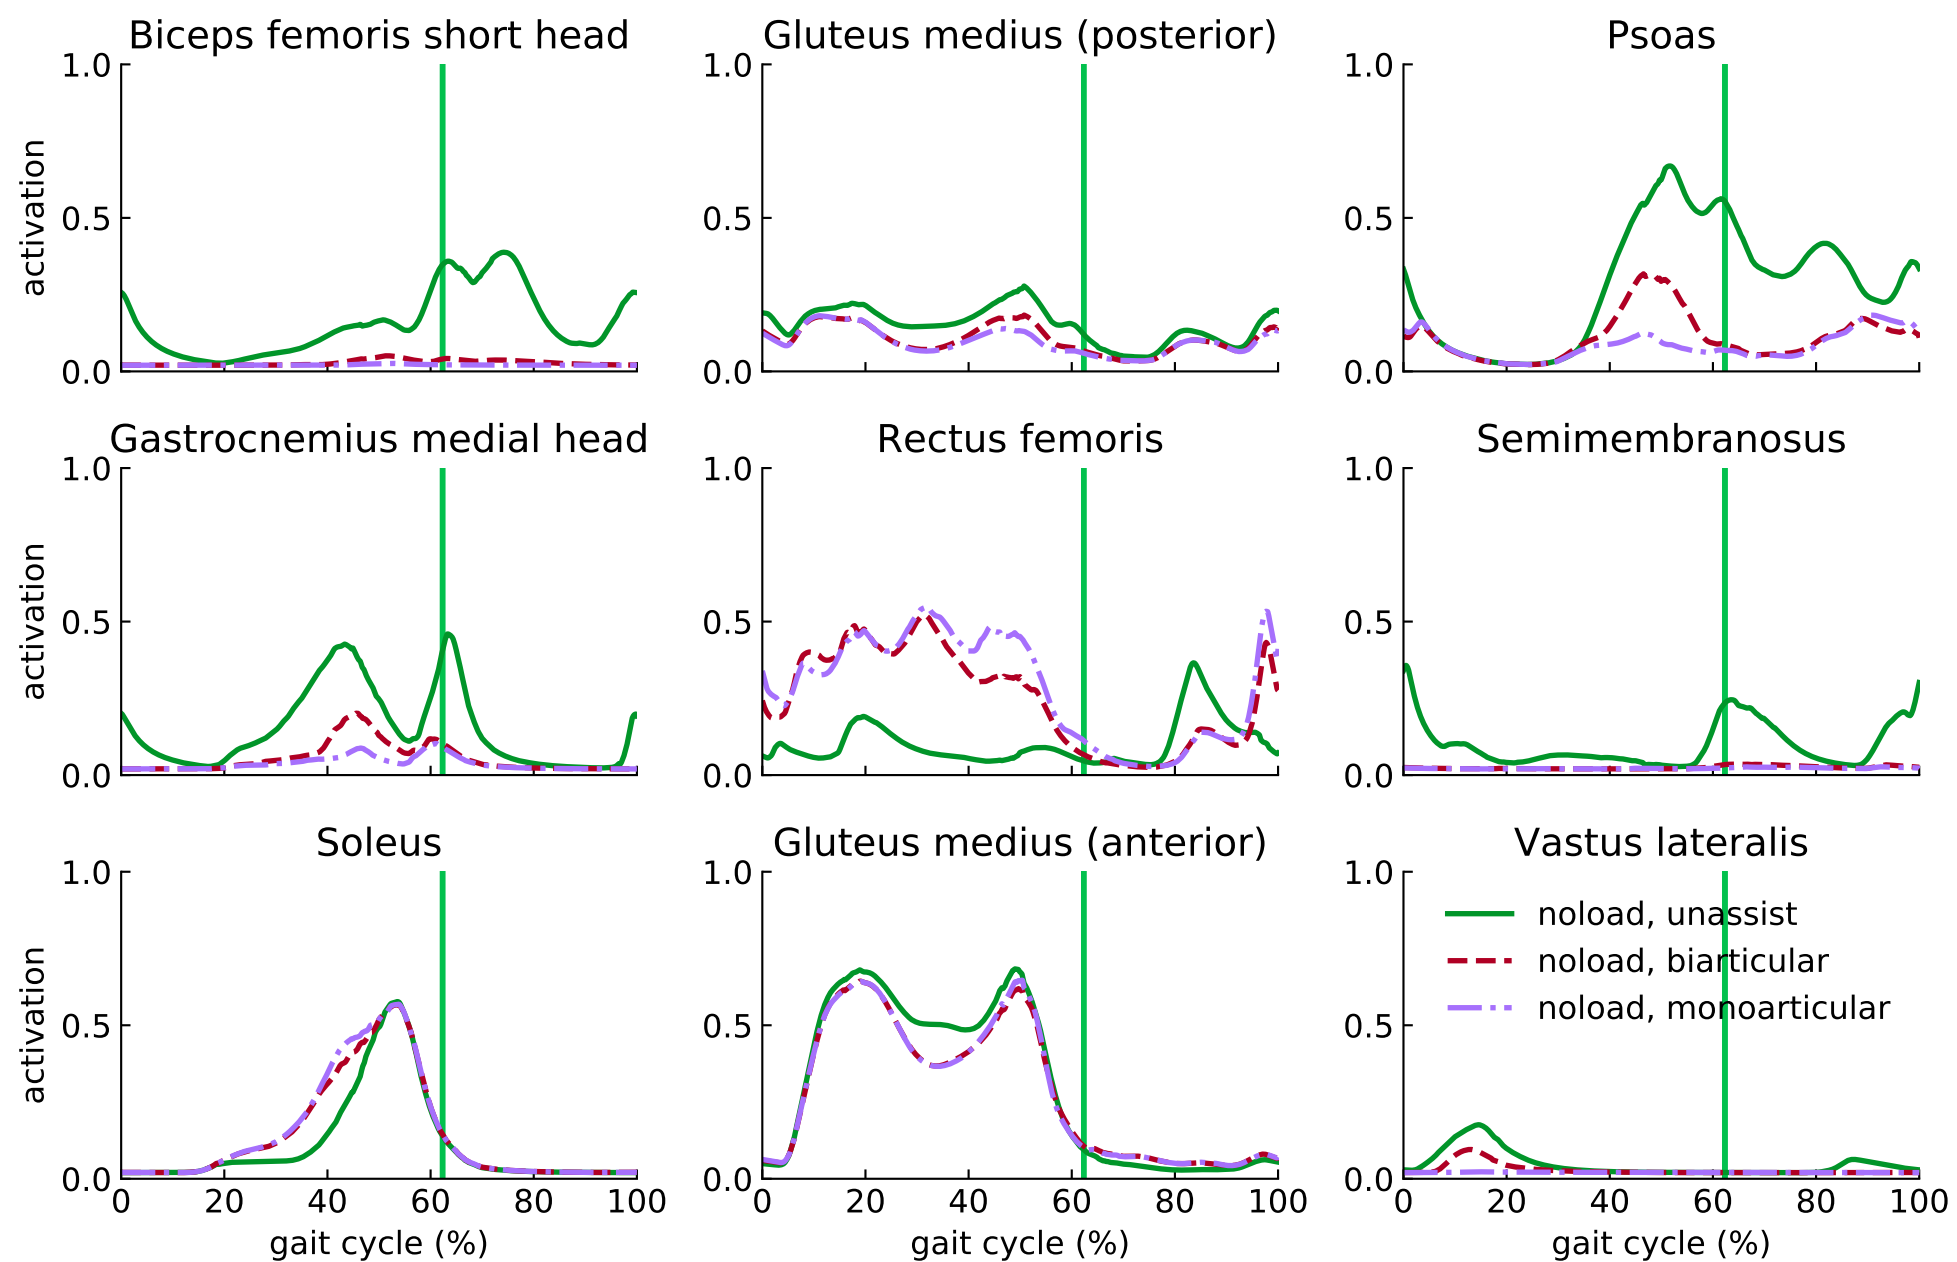 Biceps femoris short head
Gluteus medius (posterior)
Psoas
1.0
0.5
0.0
activation
1.0
0.5
0.0
1.0
0.5
0.0
Gastrocnemius medial head
Rectus femoris
Semimembranosus
1.0
0.5
0.0
activation
1.0
0.5
0.0
1.0
0.5
0.0
Soleus
Gluteus medius (anterior)
Vastus lateralis
1.0
0.5
0.0
activation
0 20 40 60 80 100
gait cycle (%)
1.0
0.5
0.0
0 20 40 60 80 100
gait cycle (%)
1.0
0.5
0.0
noload, unassist
noload, biarticular
noload, monoarticular
0 20 40 60 80 100
gait cycle (%)